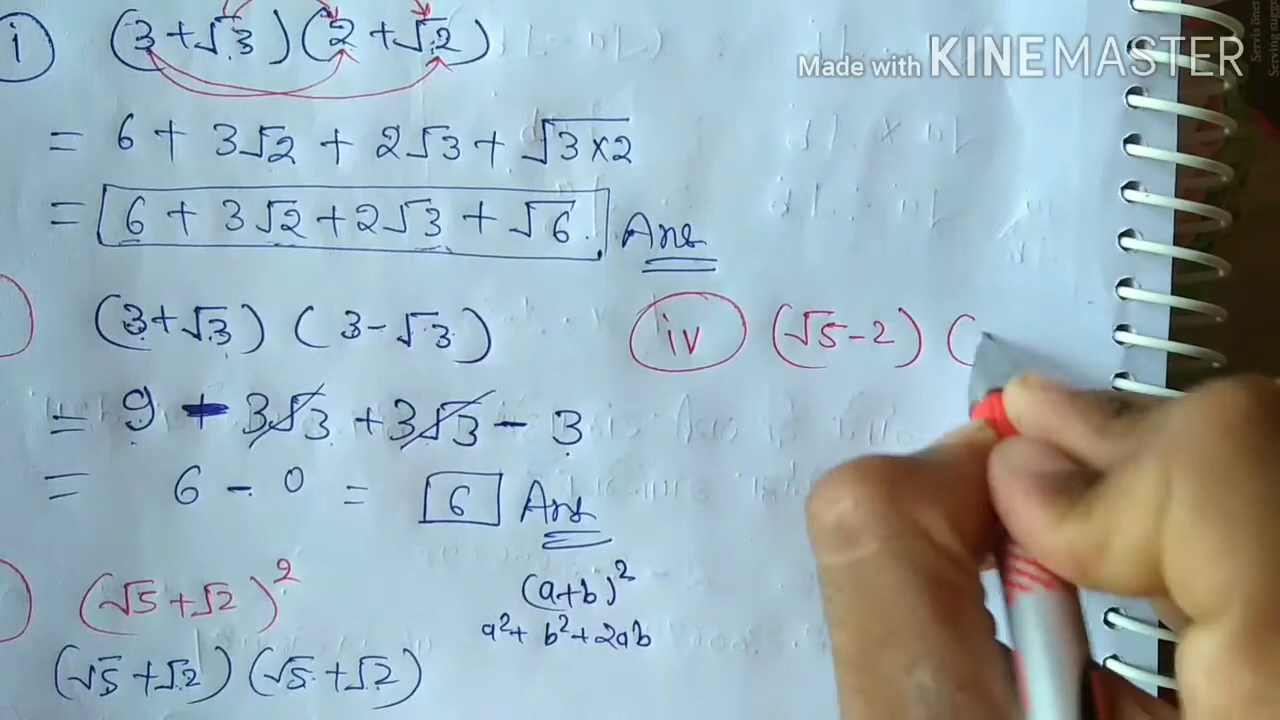 i (3+√3)(2+√2)
Made with KINEMASTER
= 6 + 3√2 + 2√3 + √3×2
= 6 + 3√2 + 2√3 + √6 Ans
(3+√3) (3-√3)
iv (√5-2) (
= 9 - 3√3 + 3√3 - 3
= 6 - 0 = 6 Ans
(√5+√2)²
(a+b)²
a²+ b²+2ab
(√5+√2)(√5+√2)